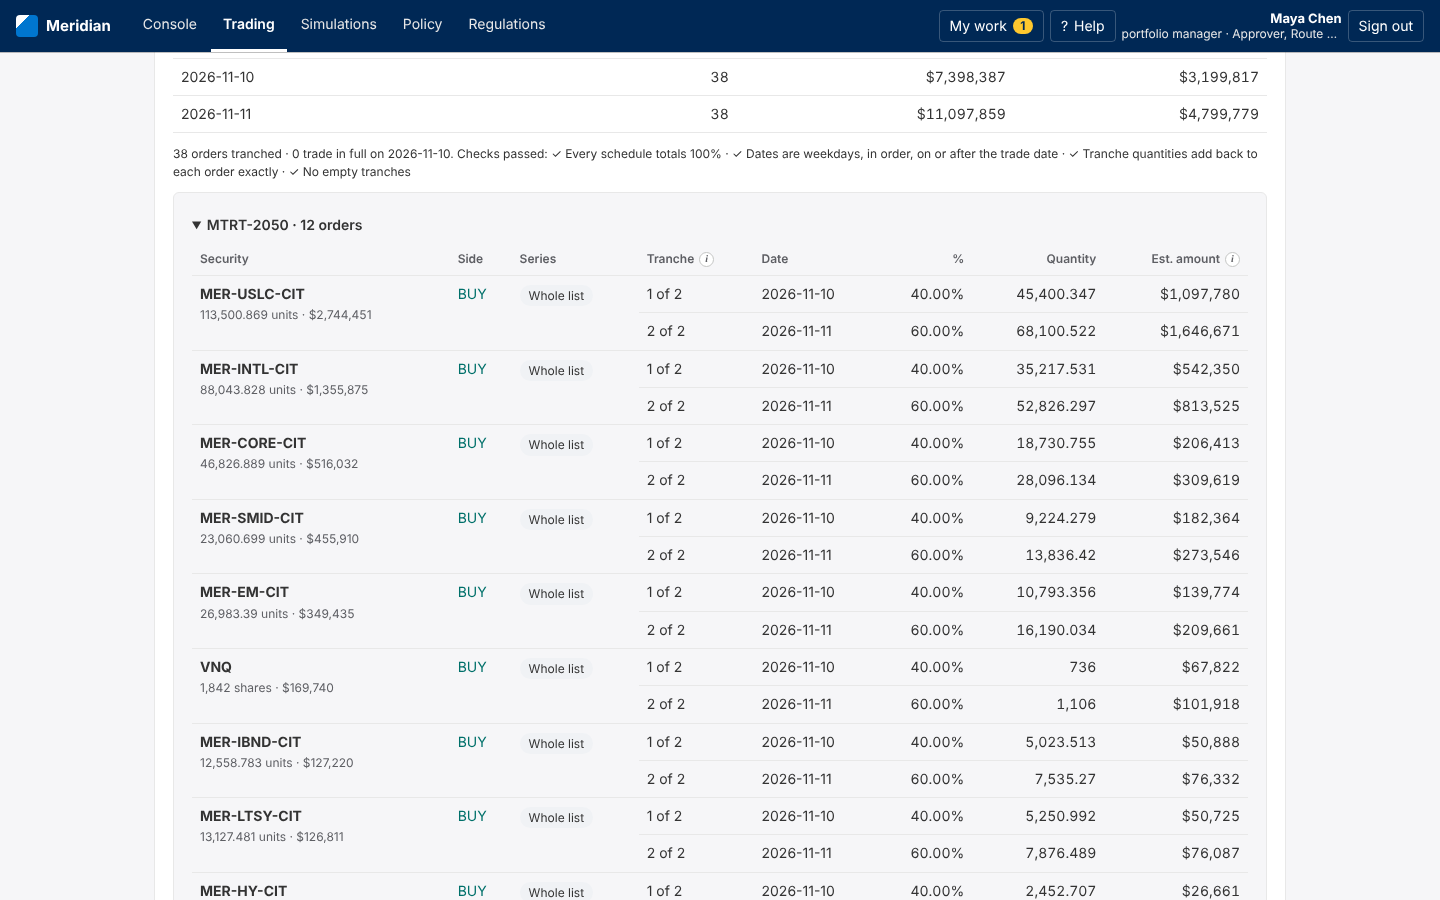 Meridian Console Trading Simulations Policy Regulations My work 1 ? Help Maya Chen Sign out
portfolio manager · Approver, Route ...
2026-11-10 38 $7,398,387 $3,199,817
2026-11-11 38 $11,097,859 $4,799,779
38 orders tranched · 0 trade in full on 2026-11-10. Checks passed: ✓ Every schedule totals 100% · ✓ Dates are weekdays, in order, on or after the trade date · ✓ Tranche quantities add back to
each order exactly · ✓ No empty tranches
▼ MTRT-2050 · 12 orders
Security Side Series Tranche i Date % Quantity Est. amount i
MER-USLC-CIT BUY Whole list 1 of 2 2026-11-10 40.00% 45,400.347 $1,097,780
113,500.869 units · $2,744,451
2 of 2 2026-11-11 60.00% 68,100.522 $1,646,671
MER-INTL-CIT BUY Whole list 1 of 2 2026-11-10 40.00% 35,217.531 $542,350
88,043.828 units · $1,355,875
2 of 2 2026-11-11 60.00% 52,826.297 $813,525
MER-CORE-CIT BUY Whole list 1 of 2 2026-11-10 40.00% 18,730.755 $206,413
46,826.889 units · $516,032
2 of 2 2026-11-11 60.00% 28,096.134 $309,619
MER-SMID-CIT BUY Whole list 1 of 2 2026-11-10 40.00% 9,224.279 $182,364
23,060.699 units · $455,910
2 of 2 2026-11-11 60.00% 13,836.42 $273,546
MER-EM-CIT BUY Whole list 1 of 2 2026-11-10 40.00% 10,793.356 $139,774
26,983.39 units · $349,435
2 of 2 2026-11-11 60.00% 16,190.034 $209,661
VNQ BUY Whole list 1 of 2 2026-11-10 40.00% 736 $67,822
1,842 shares · $169,740
2 of 2 2026-11-11 60.00% 1,106 $101,918
MER-IBND-CIT BUY Whole list 1 of 2 2026-11-10 40.00% 5,023.513 $50,888
12,558.783 units · $127,220
2 of 2 2026-11-11 60.00% 7,535.27 $76,332
MER-LTSY-CIT BUY Whole list 1 of 2 2026-11-10 40.00% 5,250.992 $50,725
13,127.481 units · $126,811
2 of 2 2026-11-11 60.00% 7,876.489 $76,087
MER-HY-CIT BUY Whole list 1 of 2 2026-11-10 40.00% 2,452.707 $26,661